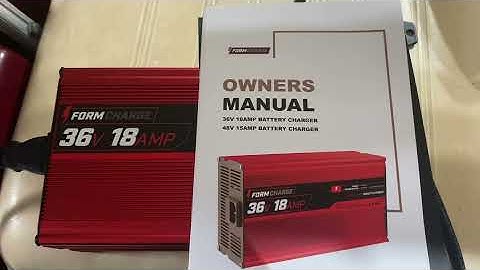 FORMCHARGE
36V 18AMP
FORMCHARGE
OWNERS
MANUAL
36V 18AMP BATTERY CHARGER
48V 15AMP BATTERY CHARGER
FORMCHARGE
36V 18AMP